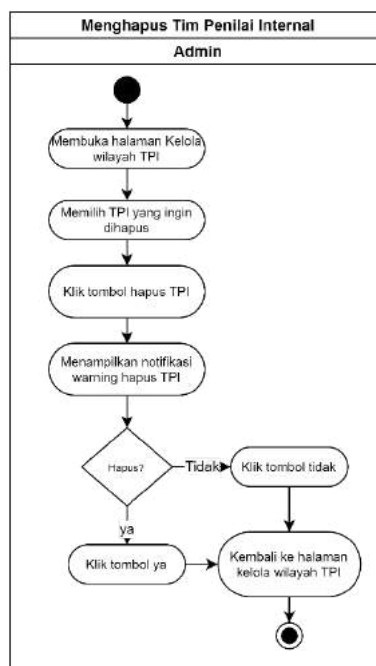 Menghapus Tim Penilai Internal
Admin
Membuka halaman Kelola
wilayah TPI
Memilih TPI yang ingin
dihapus
Klik tombol hapus TPI
Menampilkan notifikasi
warning hapus TPI
Hapus?
Tidak
Klik tombol tidak
ya
Klik tombol ya
Kembali ke halaman
kelola wilayah TPI